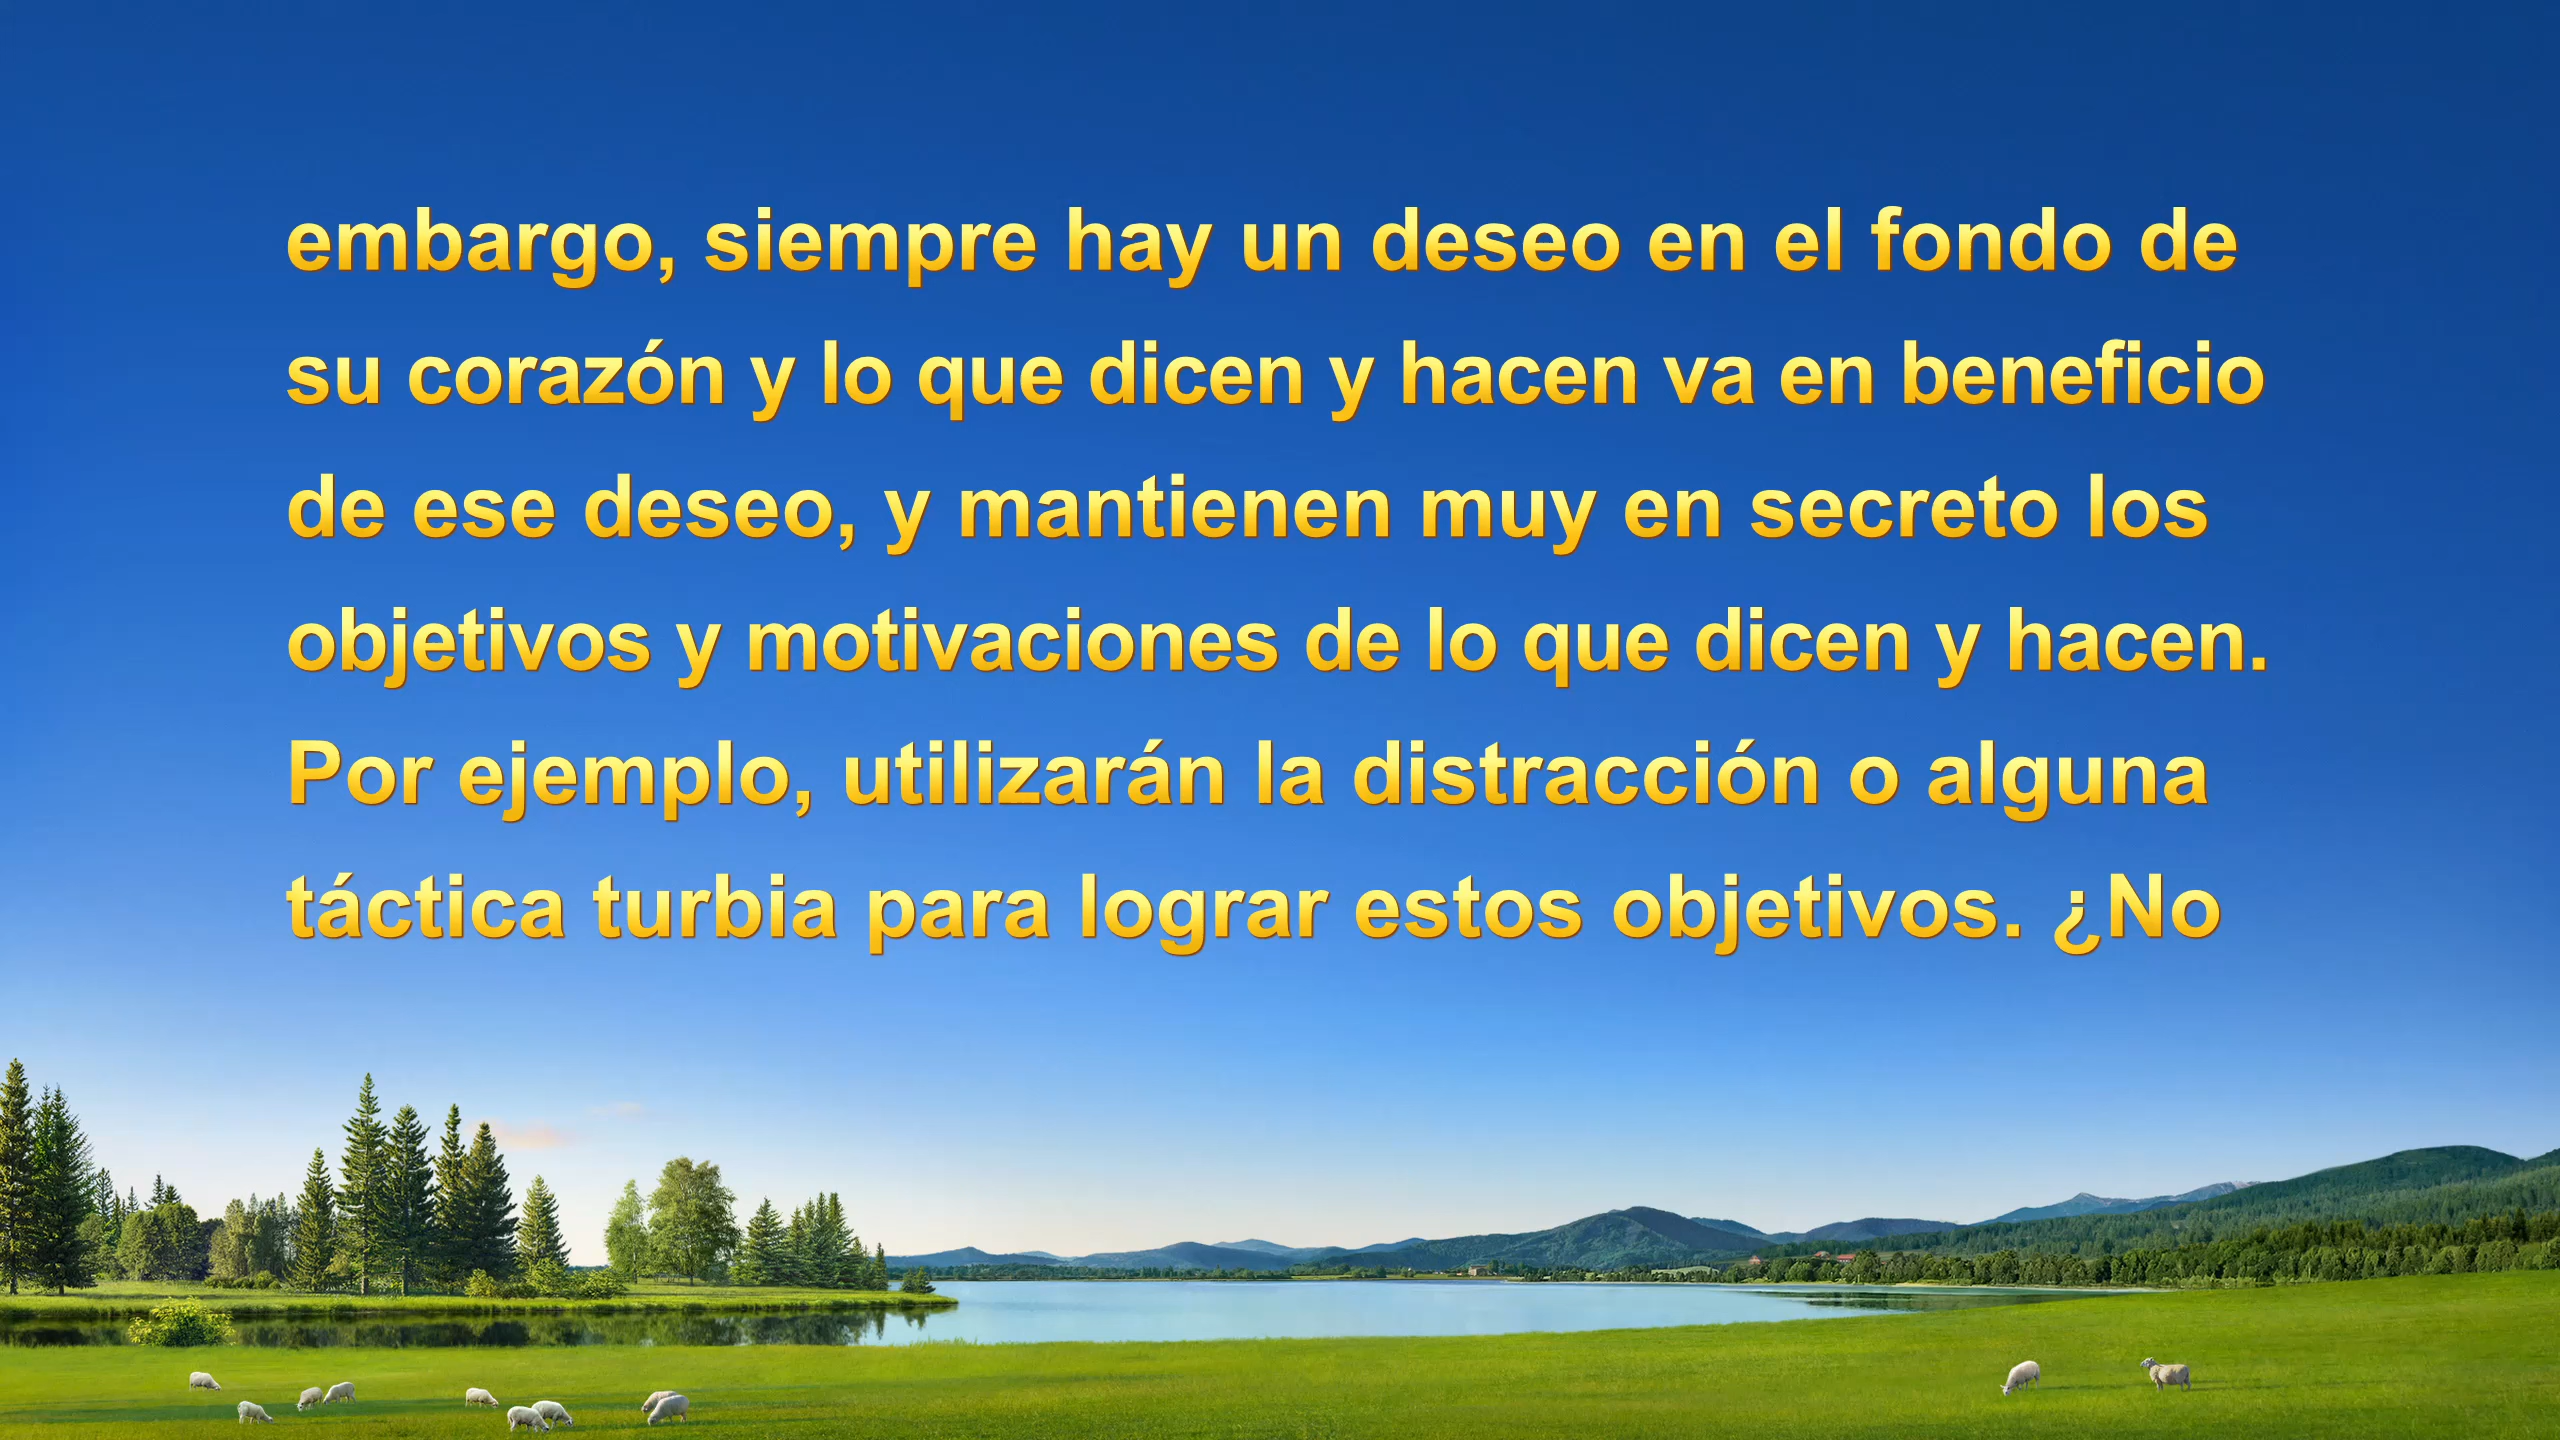 embargo, siempre hay un deseo en el fondo de
su corazón y lo que dicen y hacen va en beneficio
de ese deseo, y mantienen muy en secreto los
objetivos y motivaciones de lo que dicen y hacen.
Por ejemplo, utilizarán la distracción o alguna
táctica turbia para lograr estos objetivos. ¿No